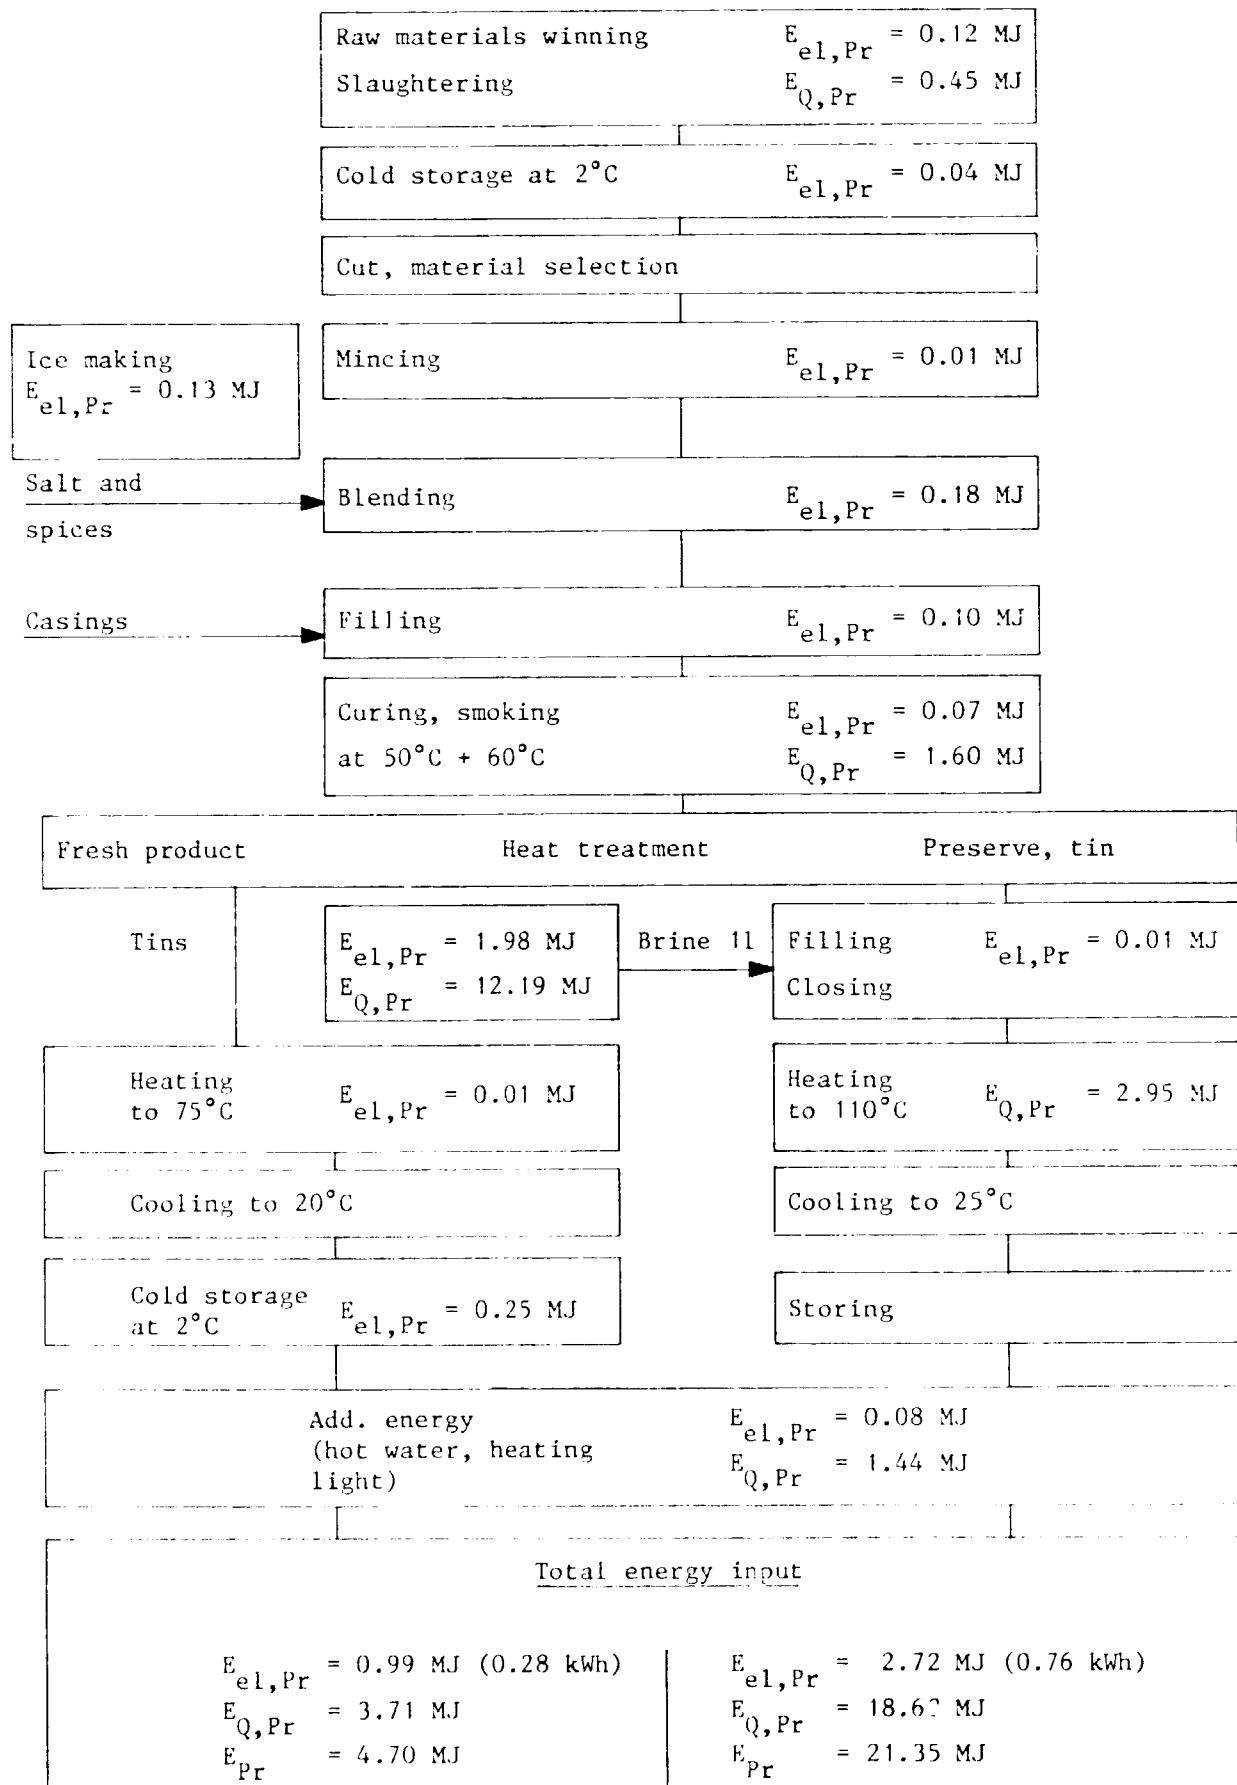 Raw materials winning E el,Pr = 0.12 MJ
Slaughtering E Q,Pr = 0.45 MJ
Cold storage at 2°C E el,Pr = 0.04 MJ
Cut, material selection
Ice making
E el,Pr = 0.13 MJ
Mincing E el,Pr = 0.01 MJ
Salt and
spices
Blending E el,Pr = 0.18 MJ
Casings
Filling E el,Pr = 0.10 MJ
Curing, smoking E el,Pr = 0.07 MJ
at 50°C + 60°C E Q,Pr = 1.60 MJ
Fresh product Heat treatment Preserve, tin
Tins
E el,Pr = 1.98 MJ
E Q,Pr = 12.19 MJ
Brine 11
Filling E el,Pr = 0.01 MJ
Closing
Heating
to 75°C E el,Pr = 0.01 MJ
Heating
to 110°C E Q,Pr = 2.95 MJ
Cooling to 20°C
Cooling to 25°C
Cold storage
at 2°C E el,Pr = 0.25 MJ
Storing
Add. energy E el,Pr = 0.08 MJ
(hot water, heating
light) E Q,Pr = 1.44 MJ
Total energy input
E el,Pr = 0.99 MJ (0.28 kWh)
E Q,Pr = 3.71 MJ
E Pr = 4.70 MJ
E el,Pr = 2.72 MJ (0.76 kWh)
E Q,Pr = MJ
E Pr = 21.35 MJ